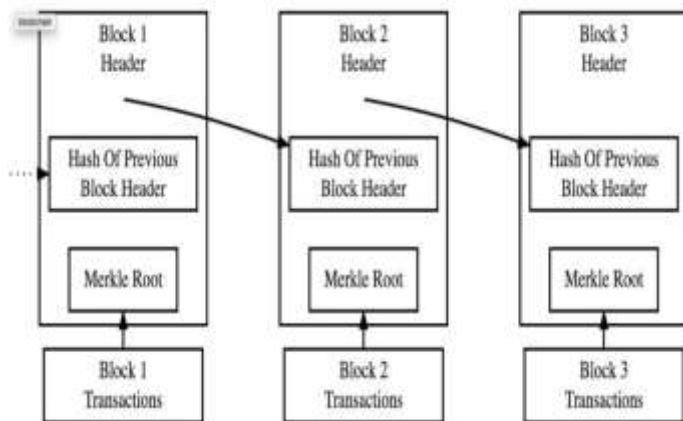 Block 1
Header
Hash Of Previous
Block Header
Merkle Root
Block 1
Transactions
Block 2
Header
Hash Of Previous
Block Header
Merkle Root
Block 2
Transactions
Block 3
Header
Hash Of Previous
Block Header
Merkle Root
Block 3
Transactions